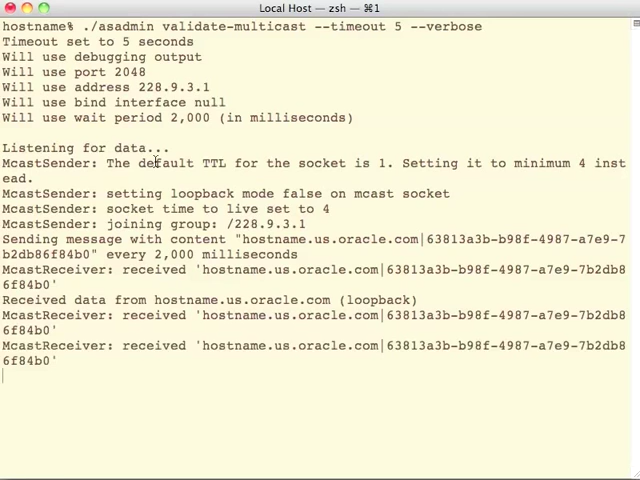 Local Host — zsh — ⌘1
hostname% ./asadmin validate-multicast --timeout 5 --verbose
Timeout set to 5 seconds
Will use debugging output
Will use port 2048
Will use address 228.9.3.1
Will use bind interface null
Will use wait period 2,000 (in milliseconds)
Listening for data...
McastSender: The default TTL for the socket is 1. Setting it to minimum 4 inst
ead.
McastSender: setting loopback mode false on mcast socket
McastSender: socket time to live set to 4
McastSender: joining group: /228.9.3.1
Sending message with content "hostname.us.oracle.com|63813a3b-b98f-4987-a7e9-7
b2db86f84b0" every 2,000 milliseconds
McastReceiver: received 'hostname.us.oracle.com|63813a3b-b98f-4987-a7e9-7b2db8
6f84b0'
Received data from hostname.us.oracle.com (loopback)
McastReceiver: received 'hostname.us.oracle.com|63813a3b-b98f-4987-a7e9-7b2db8
6f84b0'
McastReceiver: received 'hostname.us.oracle.com|63813a3b-b98f-4987-a7e9-7b2db8
6f84b0'